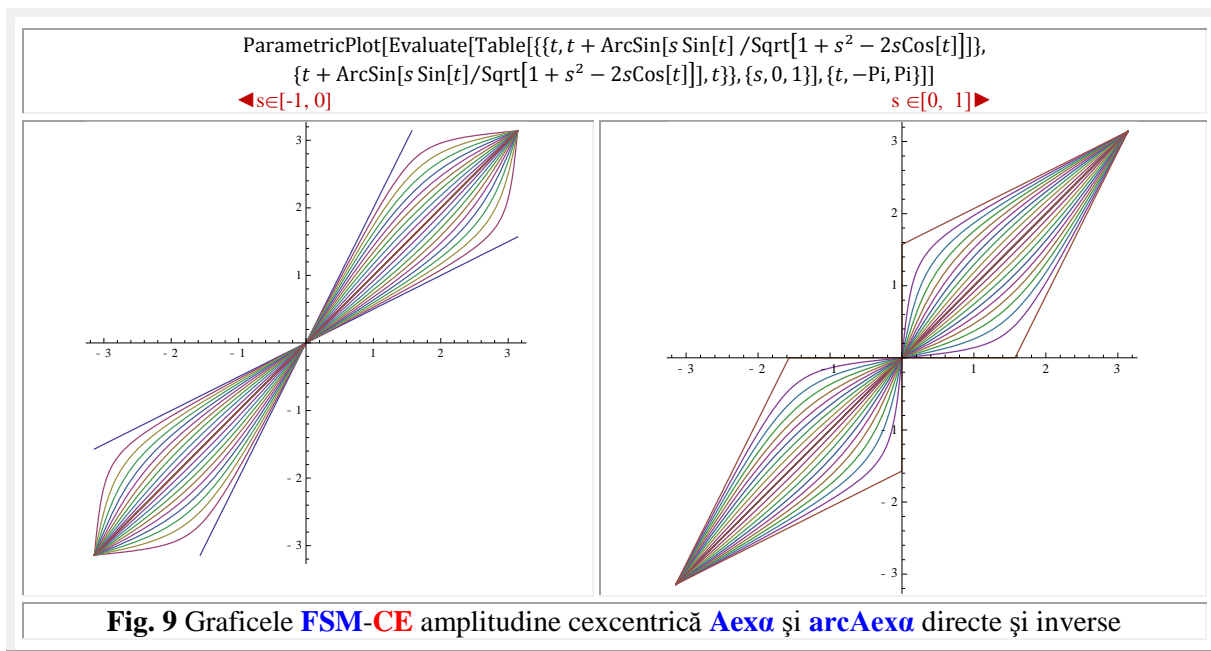 ParametricPlot[Evaluate[Table[{{t, t + ArcSin[s Sin[t] /Sqrt[1 + s² − 2sCos[t]]]},
{t + ArcSin[s Sin[t]/Sqrt[1 + s² − 2sCos[t]]], t}}, {s, 0, 1}], {t, −Pi, Pi}]]
◄s∈[-1, 0] s ∈[0, 1]►
3
2
1
- 3 - 2 - 1 1 2 3
- 1
- 2
- 3
3
2
1
- 3 - 2 - 1 1 2 3
- 1
- 2
- 3
Fig. 9 Graficele FSM-CE amplitudine cexcentrică Aexα şi arcAexα directe şi inverse